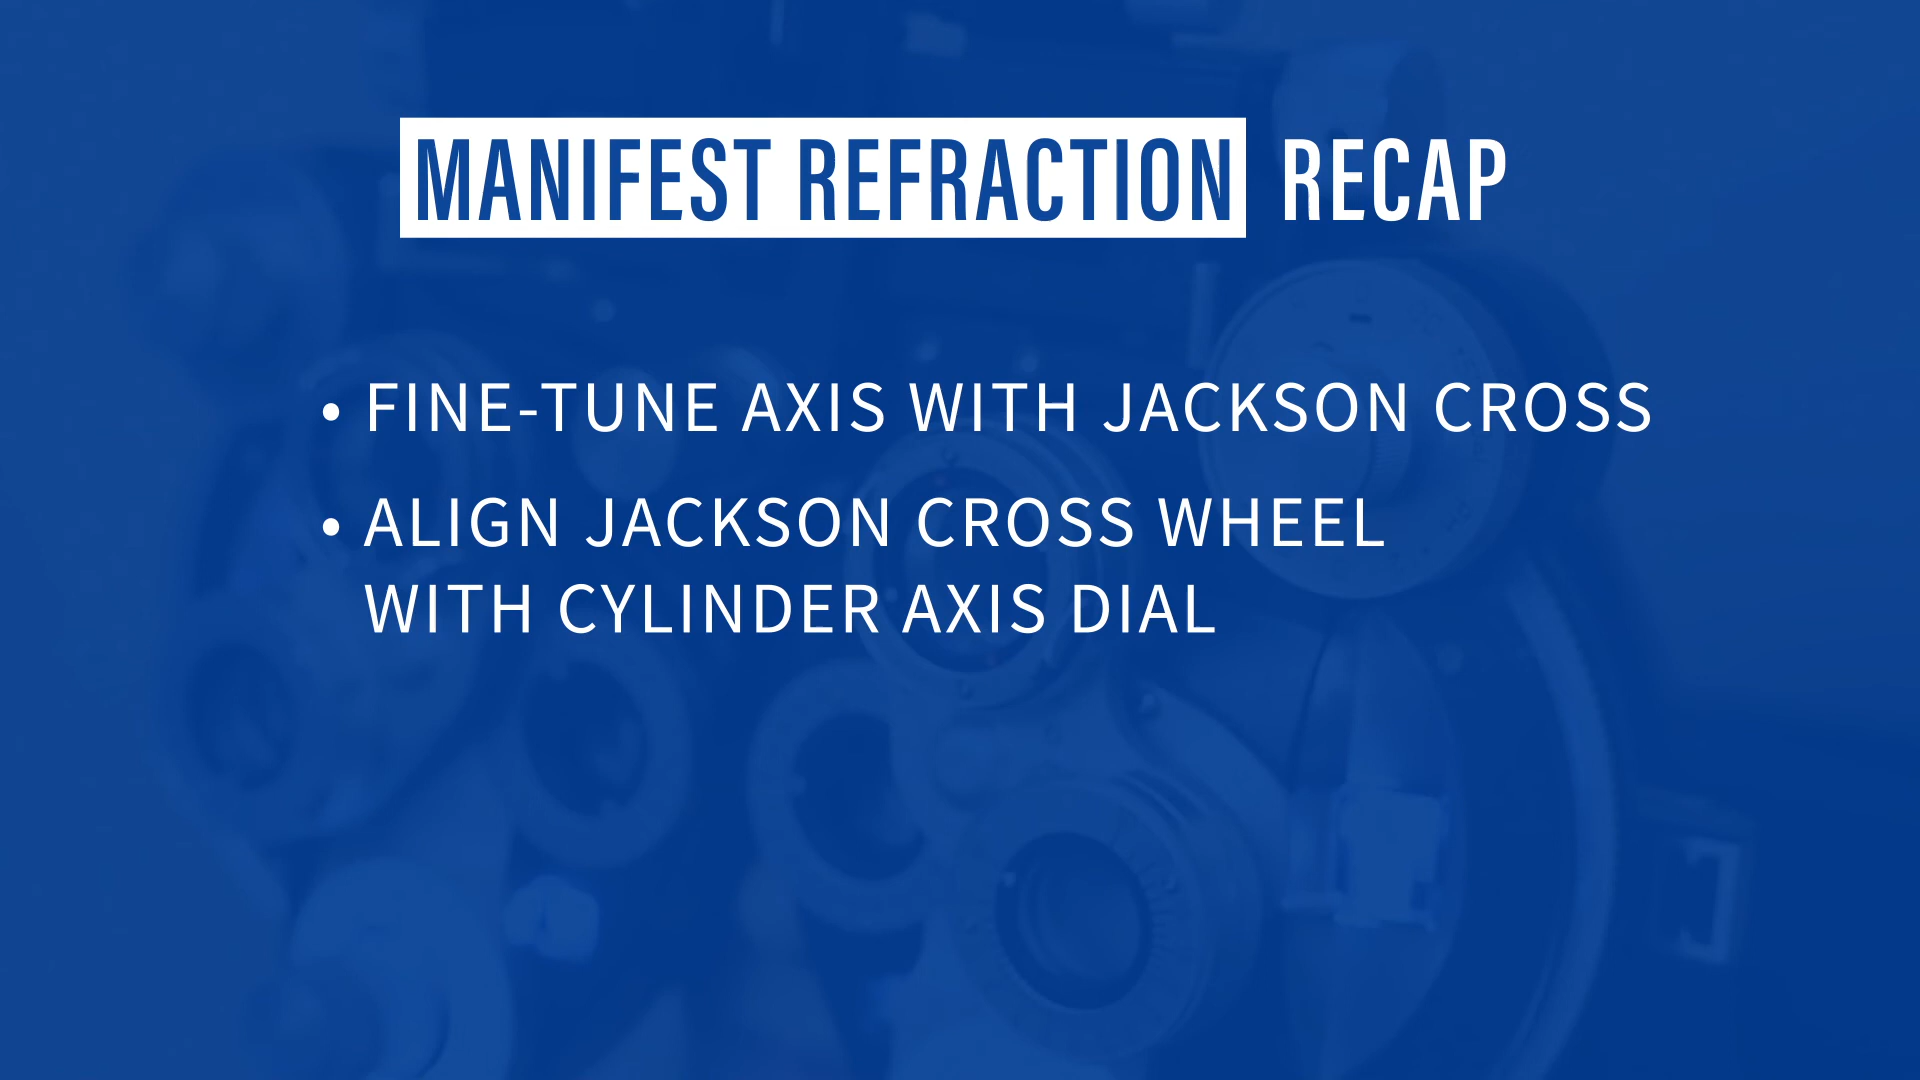 MANIFEST REFRACTION RECAP
• FINE-TUNE AXIS WITH JACKSON CROSS
• ALIGN JACKSON CROSS WHEEL
WITH CYLINDER AXIS DIAL